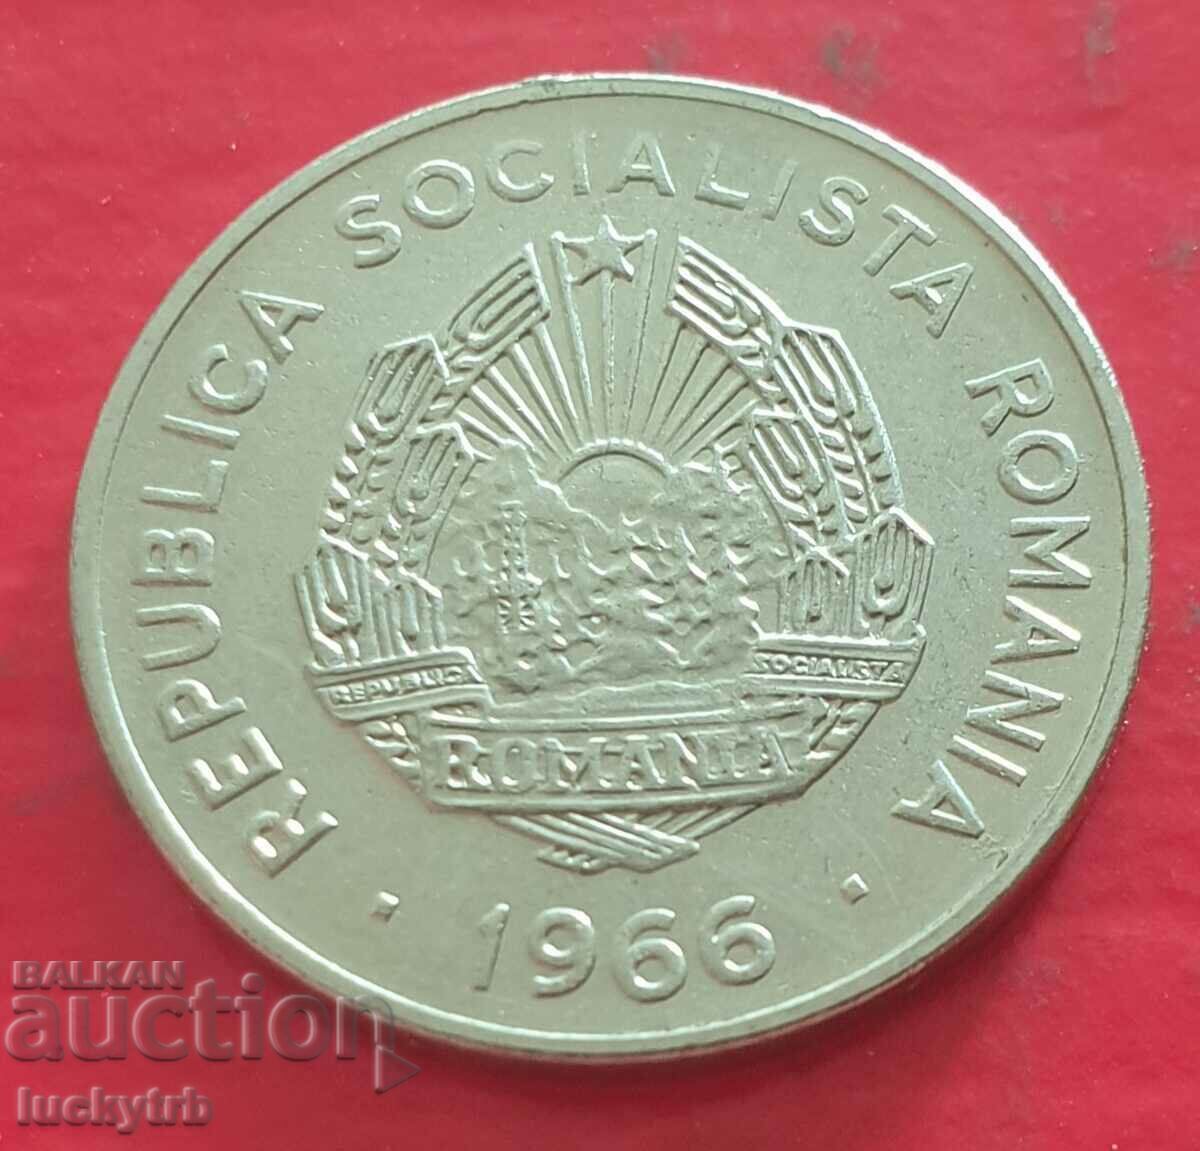 REPUBLICA SOCIALISTA ROMANIA
REPUBLICA SOCIALISTA
ROMANIA
· 1966 ·
BALKAN
auction
luckytrb